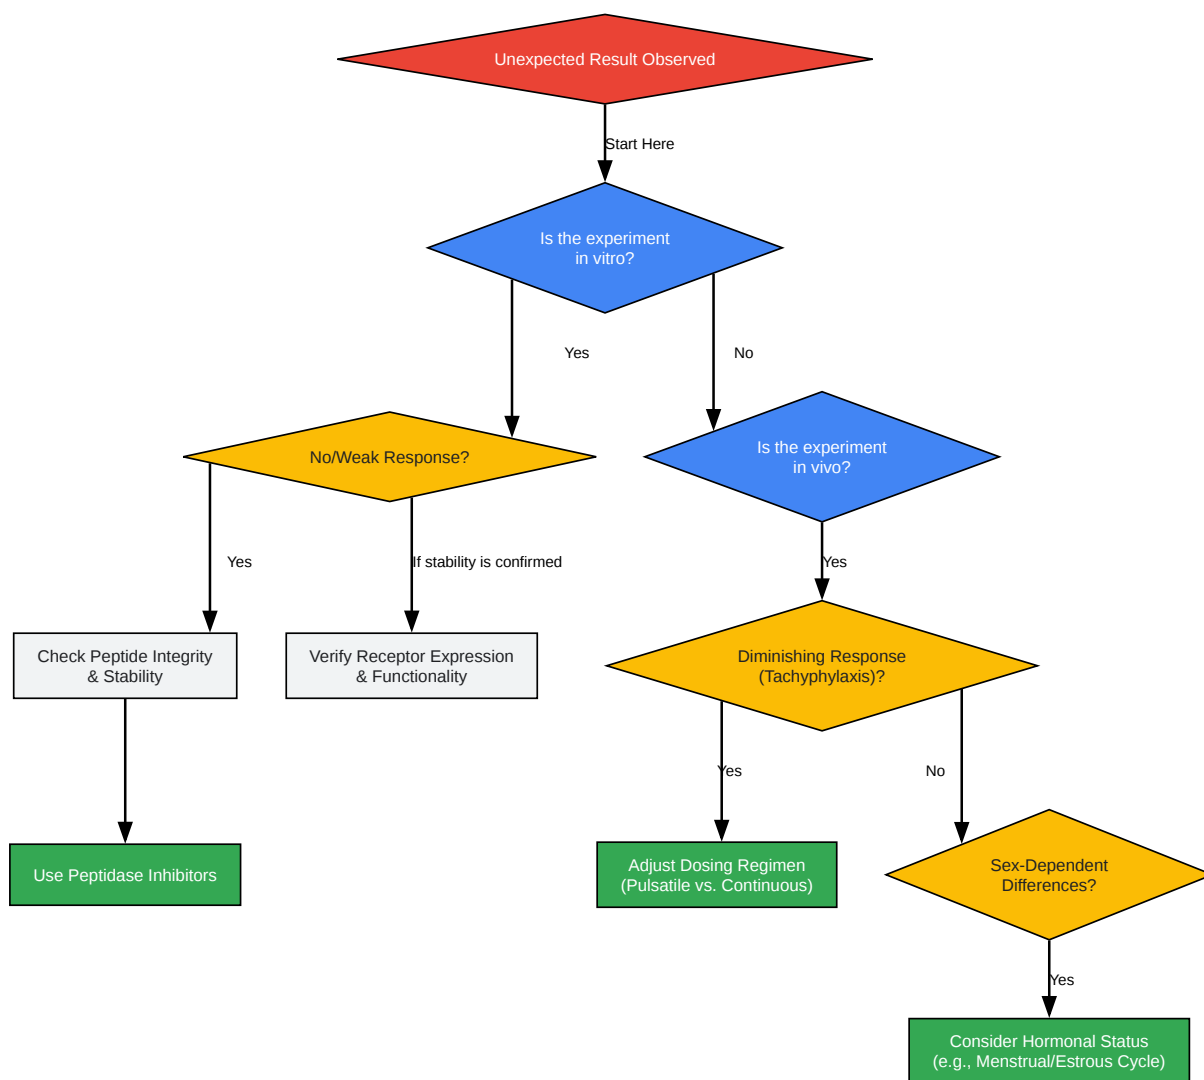 Unexpected Result Observed
Start Here
Is the experiment
in vitro?
Yes
No
No/Weak Response?
Is the experiment
in vivo?
Yes
If stability is confirmed
Yes
Check Peptide Integrity
& Stability
Verify Receptor Expression
& Functionality
Diminishing Response
(Tachyphylaxis)?
Yes
No
Use Peptidase Inhibitors
Adjust Dosing Regimen
(Pulsatile vs. Continuous)
Sex-Dependent
Differences?
Yes
Consider Hormonal Status
(e.g., Menstrual/Estrous Cycle)